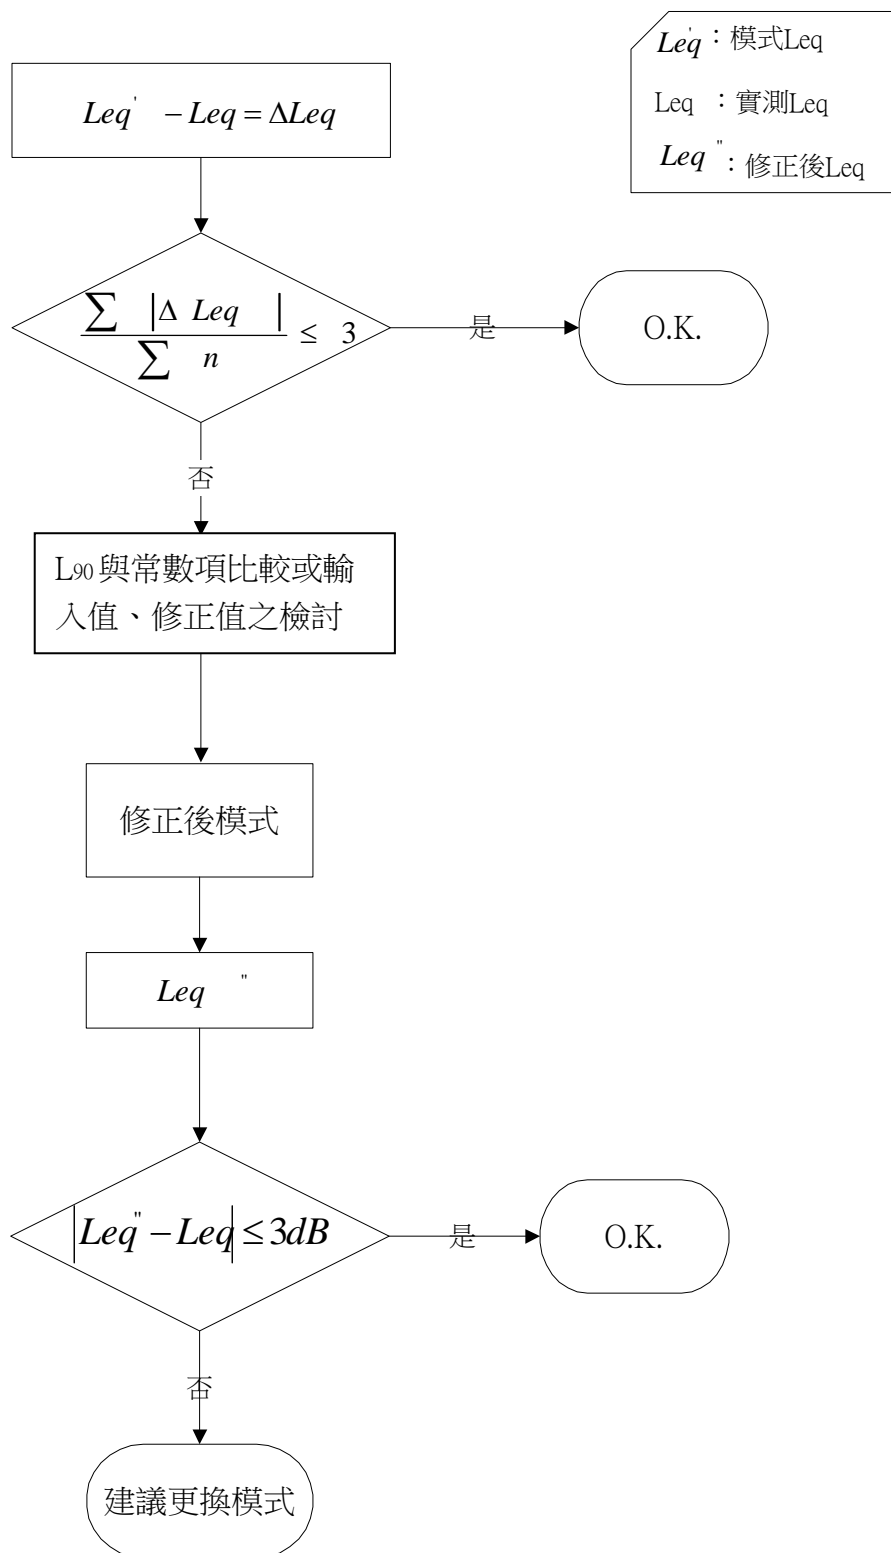 Leq' : 模式Leq
Leq : 實測Leq
Leq" : 修正後Leq
Leq' − Leq = ΔLeq
∑ |Δ Leq |
∑ n
≤ 3
是
O.K.
否
L90 與常數項比較或輸
入值、修正值之檢討
修正後模式
Leq "
|Leq" − Leq| ≤ 3dB
是
O.K.
否
建議更換模式